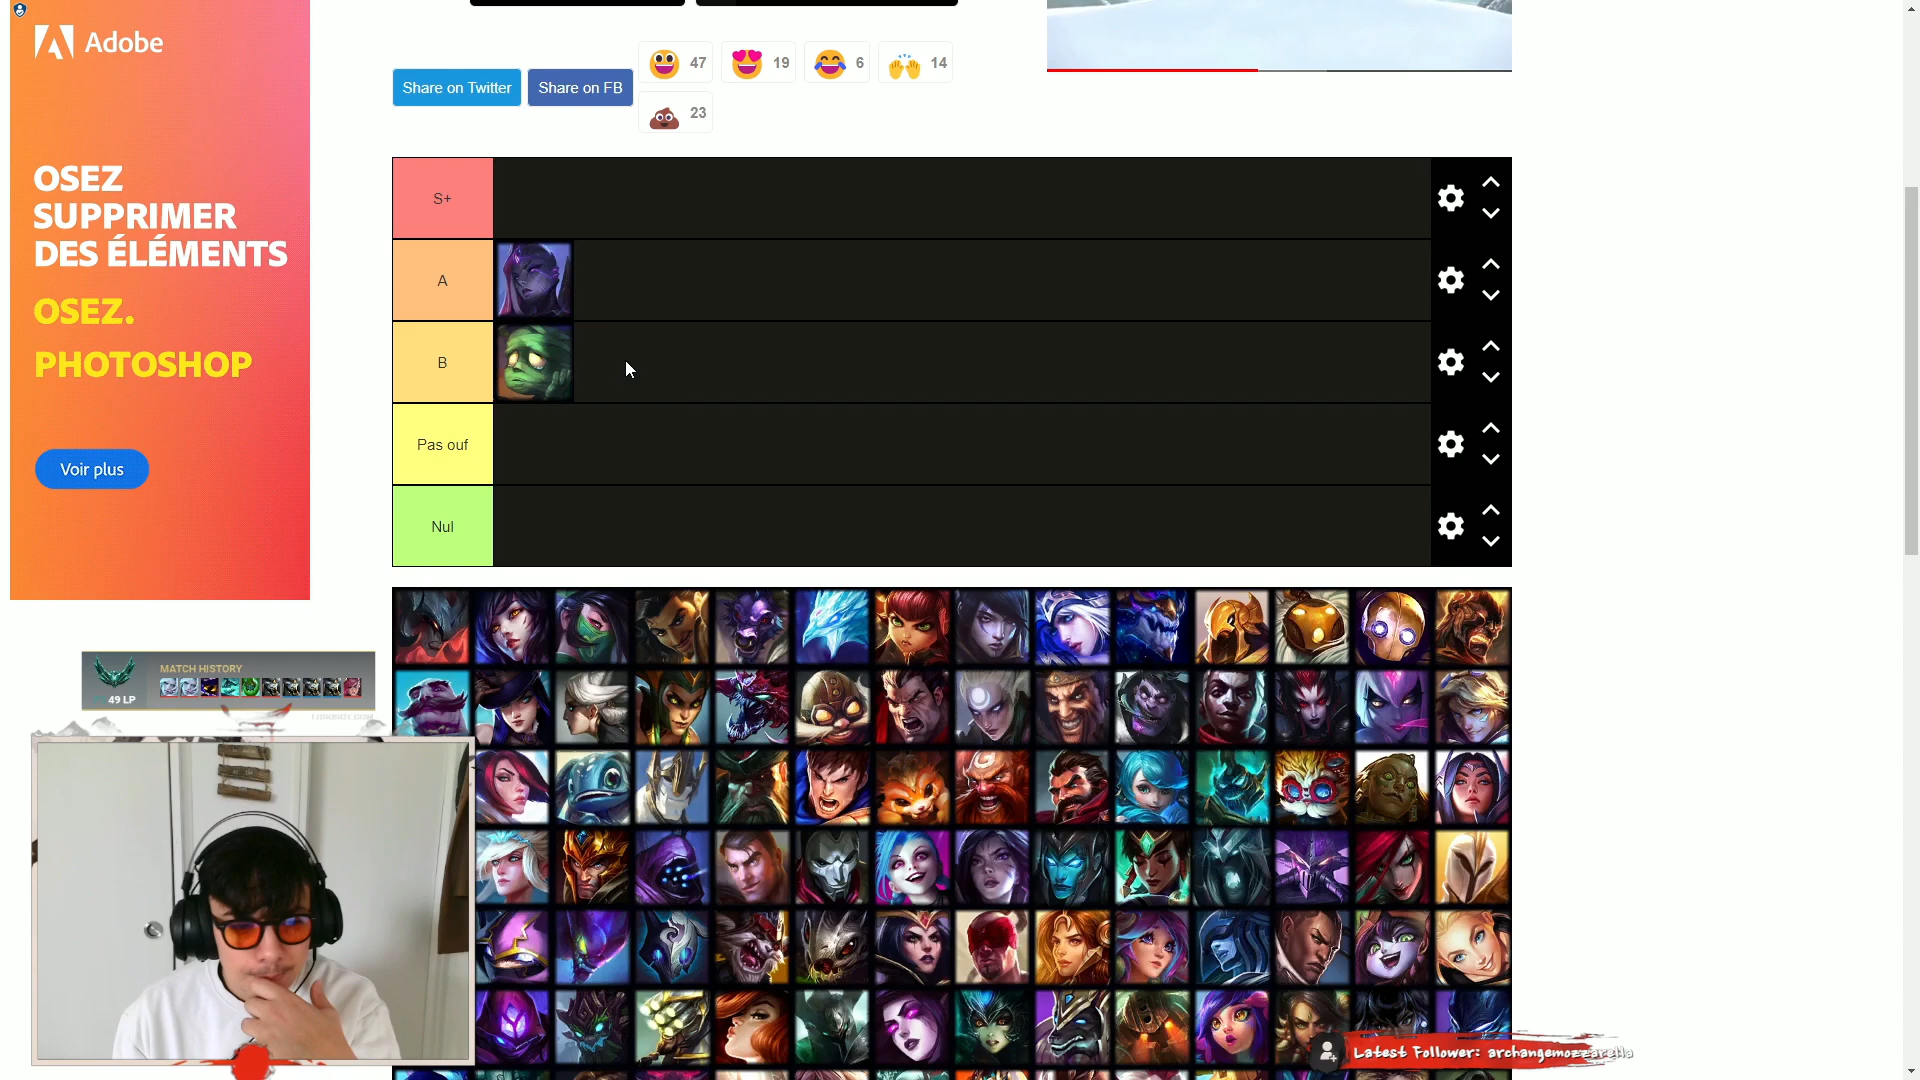 Adobe
OSEZ
SUPPRIMER
DES ÉLÉMENTS
OSEZ.
PHOTOSHOP
Voir plus
Share on Twitter
Share on FB
47
19
6
14
23
S+
A
B
Pas ouf
Nul
MATCH HISTORY
49 LP
Latest Follower: archangemozzarella